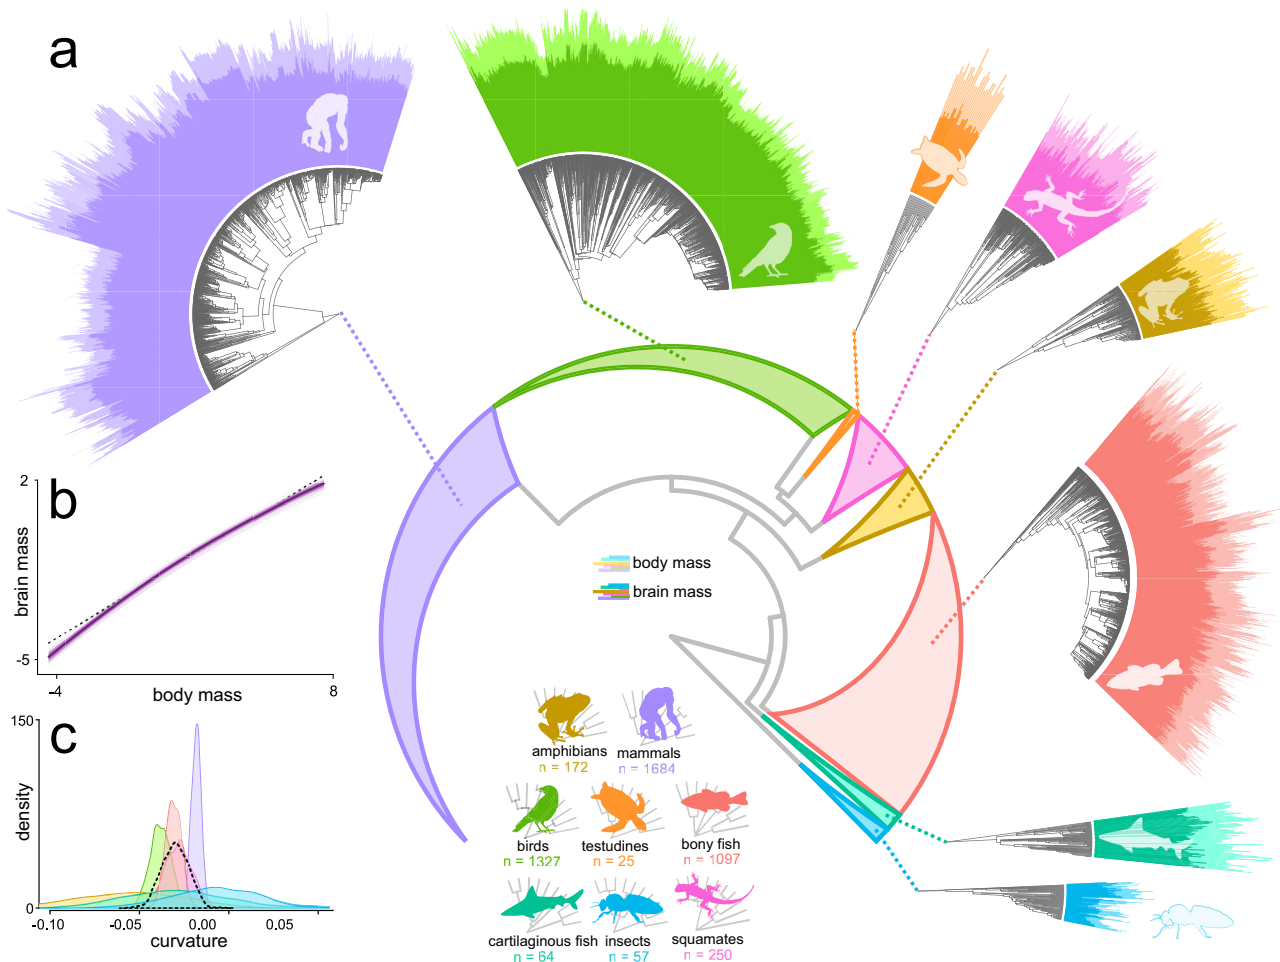 a
body mass
brain mass
b
2
brain mass
-5
-4
body mass
8
c
150
density
0
-0.10
-0.05
0.00
0.05
curvature
amphibians
n = 172
mammals
n = 1684
birds
n = 1327
testudines
n = 25
bony fish
n = 1097
cartilaginous fish
n = 64
insects
n = 57
squamates
n = 250